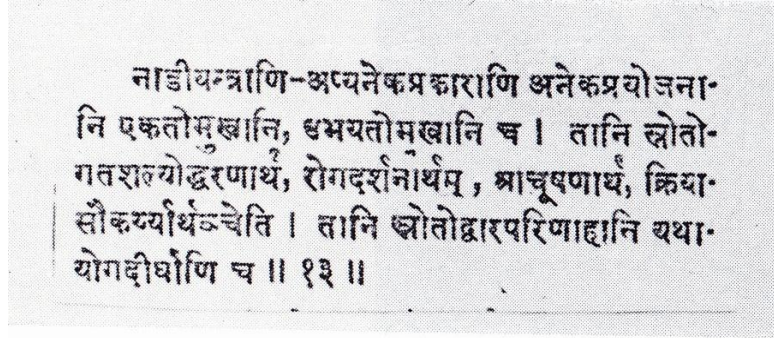 नाडीयन्त्राणि-अप्यनेकप्रकाराणि अनेकप्रयोजना-
नि एकतोमुखानि, उभयतोमुखानि च । तानि स्रोतो-
गतशल्योद्धरणार्थं, रोगदर्शनार्थम्, आचूषणार्थं, क्रिया-
सौकर्य्यार्थञ्चेति । तानि स्रोतोद्वारपरिणाहानि यथा-
योगदीर्घाणि च ॥ १३ ॥